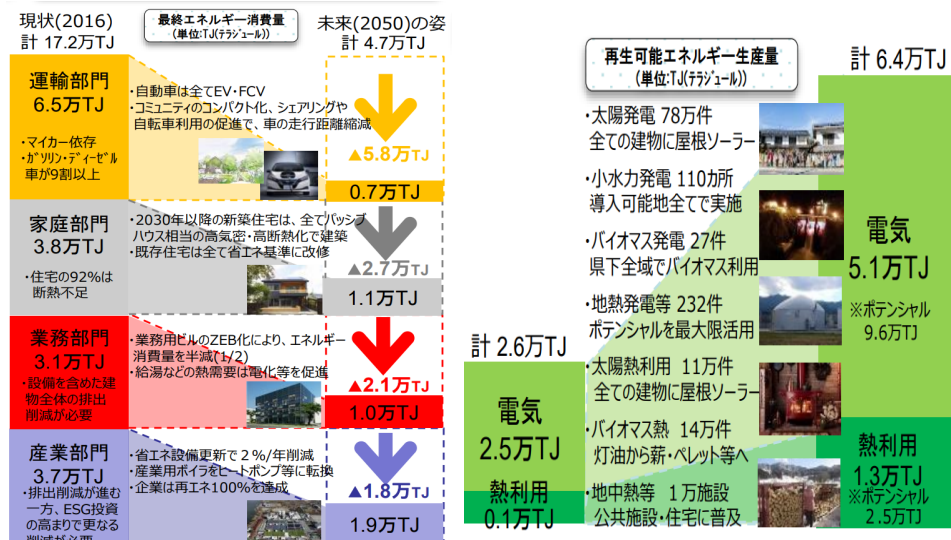 現状(2016)
計 17.2万TJ
最終エネルギー消費量
(単位:TJ(テラジュール))
未来(2050)の姿
計 4.7万TJ
運輸部門
6.5万TJ
・マイカー依存
・ガソリン・ディーゼル
車が9割以上
・自動車は全てEV・FCV
・コミュニティのコンパクト化、シェアリングや
自転車利用の促進で、車の走行距離縮減
▲5.8万TJ
0.7万TJ
家庭部門
3.8万TJ
・住宅の92%は
断熱不足
・2030年以降の新築住宅は、全てパッシブ
ハウス相当の高気密・高断熱化で建築
・既存住宅は全て省エネ基準に改修
▲2.7万TJ
1.1万TJ
業務部門
3.1万TJ
・設備を含めた建
物全体の排出
削減が必要
・業務用ビルのZEB化により、エネルギー
消費量を半減(1/2)
・給湯などの熱需要は電化等を促進
▲2.1万TJ
1.0万TJ
産業部門
3.7万TJ
・排出削減が進む
一方、ESG投資
の高まりで更なる
削減が必要
・省エネ設備更新で2%/年削減
・産業用ボイラをヒートポンプ等に転換
・企業は再エネ100%を達成
▲1.8万TJ
1.9万TJ
再生可能エネルギー生産量
(単位:TJ(テラジュール))
計 6.4万TJ
計 2.6万TJ
電気
2.5万TJ
熱利用
0.1万TJ
・太陽発電 78万件
全ての建物に屋根ソーラー
・小水力発電 110カ所
導入可能地全てで実施
・バイオマス発電 27件
県下全域でバイオマス利用
・地熱発電等 232件
ポテンシャルを最大限活用
・太陽熱利用 11万件
全ての建物に屋根ソーラー
・バイオマス熱 14万件
灯油から薪・ペレット等へ
・地中熱等 1万施設
公共施設・住宅に普及
電気
5.1万TJ
※ポテンシャル
9.6万TJ
熱利用
1.3万TJ
※ポテンシャル
2.5万TJ